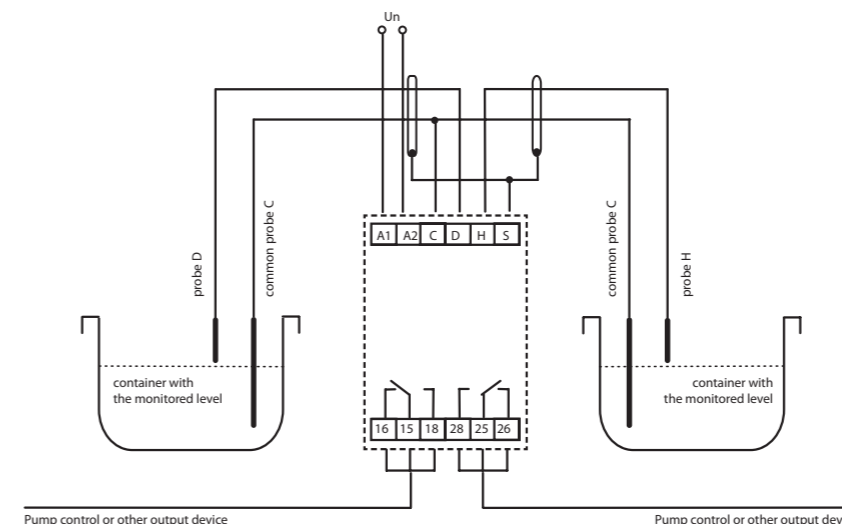 Un
probe D
common probe C
common probe C
probe H
A1 A2 C D H S
container with
the monitored level
container with
the monitored level
16 15 18 28 25 26
Pump control or other output device
Pump control or other output dev